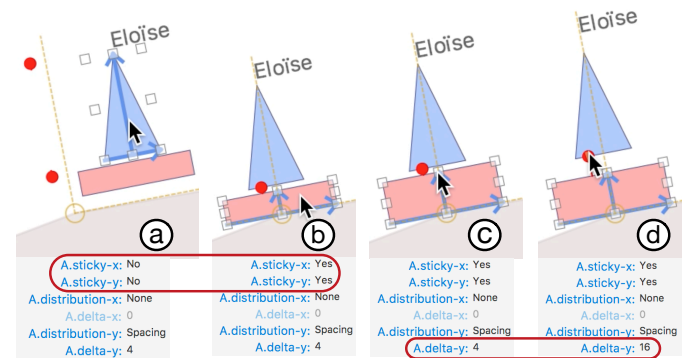 Eloïse
Eloïse
Eloïse
Eloïse
a
b
c
d
A.sticky-x: No
A.sticky-y: No
A.distribution-x: None
A.delta-x: 0
A.distribution-y: Spacing
A.delta-y: 4
A.sticky-x: Yes
A.sticky-y: Yes
A.distribution-x: None
A.delta-x: 0
A.distribution-y: Spacing
A.delta-y: 4
A.sticky-x: Yes
A.sticky-y: Yes
A.distribution-x: None
A.delta-x: 0
A.distribution-y: Spacing
A.delta-y: 4
A.sticky-x: Yes
A.sticky-y: Yes
A.distribution-x: None
A.delta-x: 0
A.distribution-y: Spacing
A.delta-y: 16